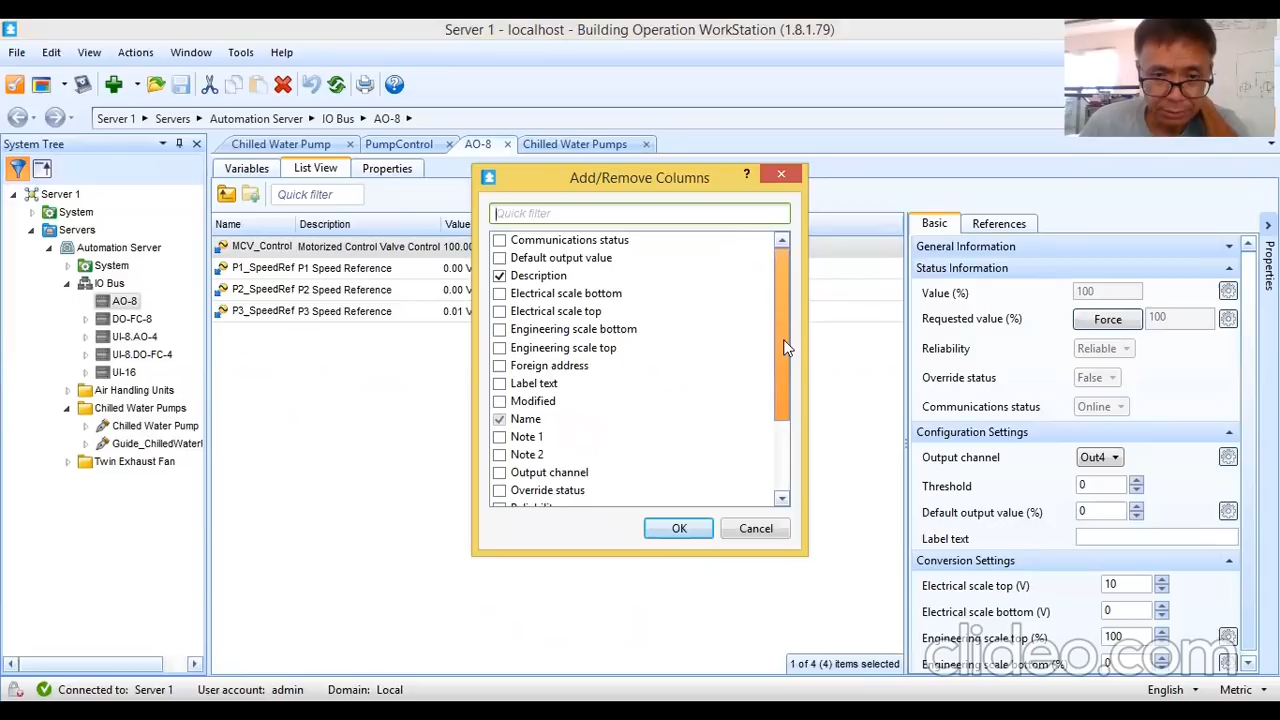 Server 1 - localhost - Building Operation WorkStation (1.8.1.79)
File Edit View Actions Window Tools Help
Server 1 Servers Automation Server IO Bus AO-8
System Tree
Chilled Water Pump PumpControl AO-8 Chilled Water Pumps
Variables List View Properties
Quick filter
Name Description Value
MCV_Control Motorized Control Valve Control 100.00
P1_SpeedRef P1 Speed Reference 0.00 V
P2_SpeedRef P2 Speed Reference 0.00 V
P3_SpeedRef P3 Speed Reference 0.01 V
Server 1
System
Servers
Automation Server
System
IO Bus
AO-8
DO-FC-8
UI-8.AO-4
UI-8.DO-FC-4
UI-16
Air Handling Units
Chilled Water Pumps
Chilled Water Pump
Guide_ChilledWaterI
Twin Exhaust Fan
Add/Remove Columns
?
Quick filter
Communications status
Default output value
Description
Electrical scale bottom
Electrical scale top
Engineering scale bottom
Engineering scale top
Foreign address
Label text
Modified
Name
Note 1
Note 2
Output channel
Override status
OK Cancel
Basic References
Properties
General Information
Status Information
Value (%) 100
Requested value (%) Force 100
Reliability Reliable
Override status False
Communications status Online
Configuration Settings
Output channel Out4
Threshold 0
Default output value (%) 0
Label text
Conversion Settings
Electrical scale top (V) 10
Electrical scale bottom (V) 0
Engineering scale top (%) 100
Engineering scale bottom (%) 0
clideo.com
1 of 4 (4) items selected
Connected to: Server 1 User account: admin Domain: Local English Metric